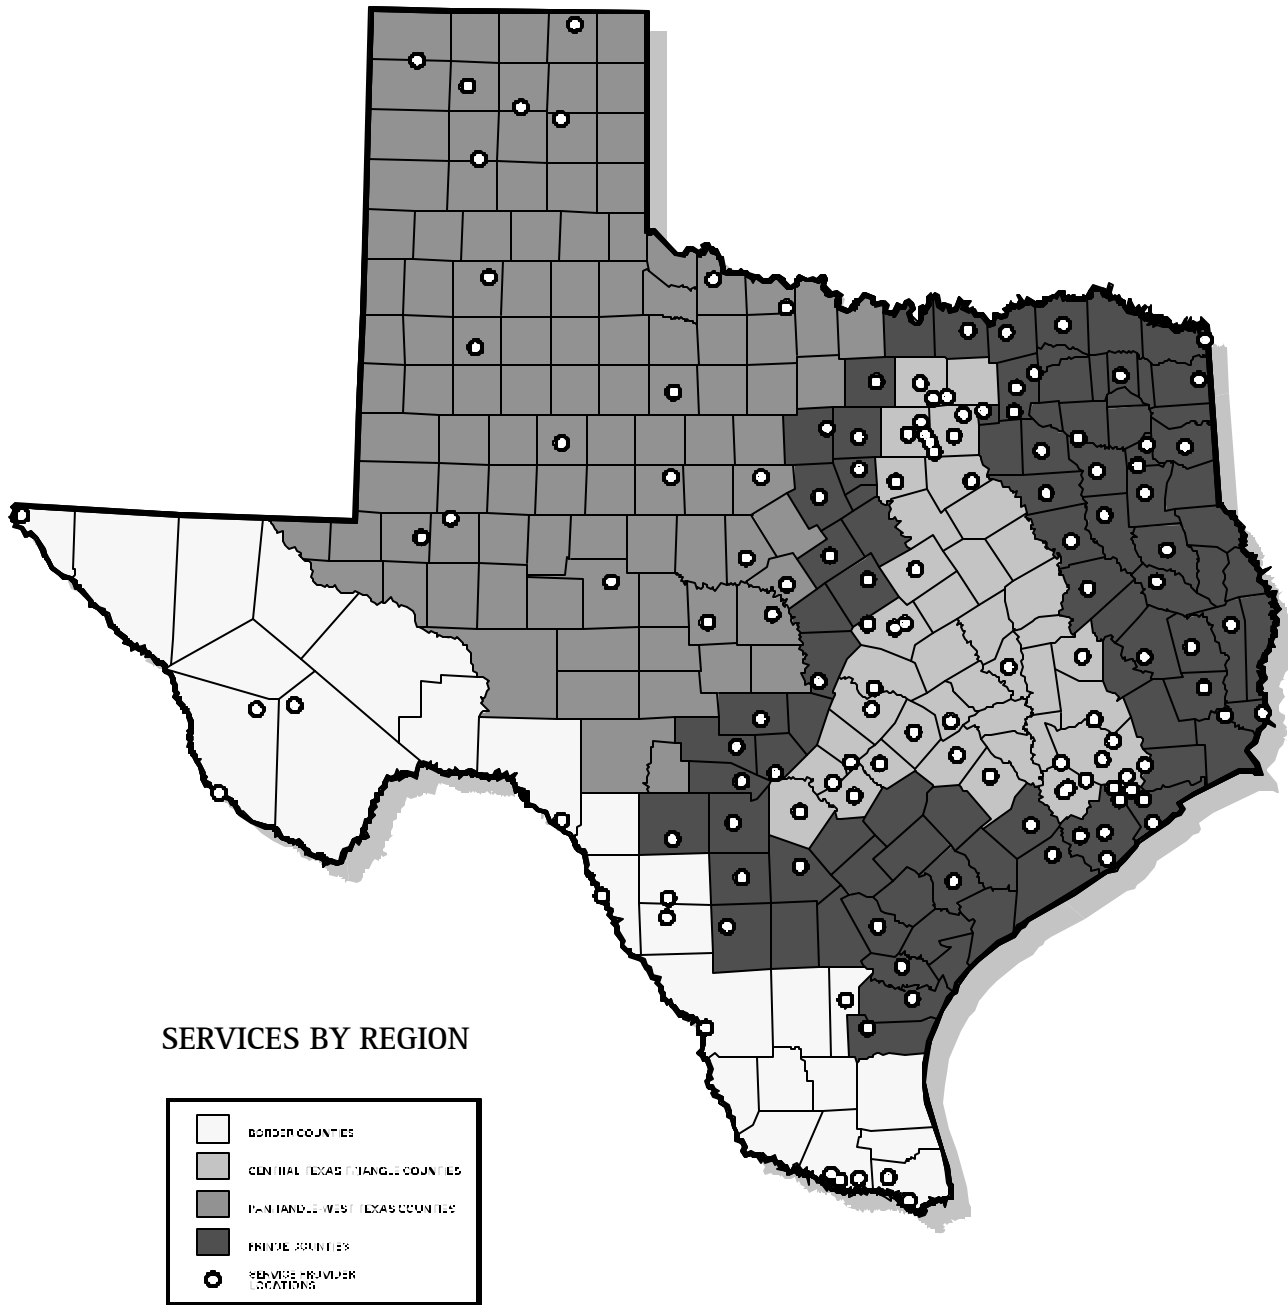 SERVICES BY REGION
BORDER COUNTIES
CENTRAL TEXAS TRIANGLE COUNTIES
PANHANDLE-WEST TEXAS COUNTIES
FRINGE COUNTIES
SERVICE PROVIDER
LOCATIONS